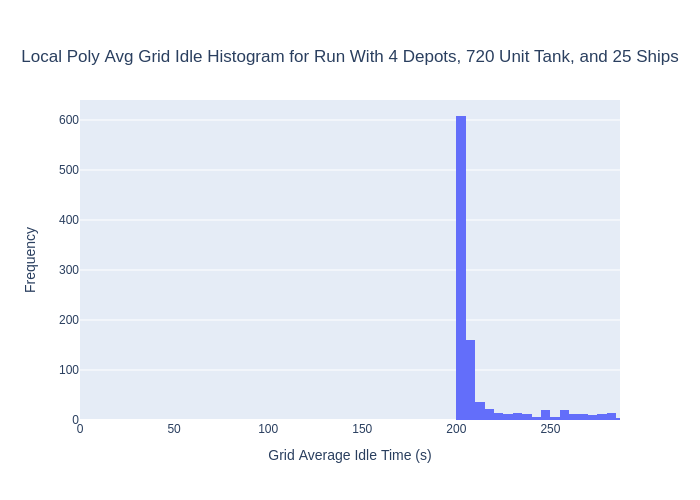 Local Poly Avg Grid Idle Histogram for Run With 4 Depots, 720 Unit Tank, and 25 Ships
600
500
400
300
200
100
0
Frequency
0 50 100 150 200 250
Grid Average Idle Time (s)